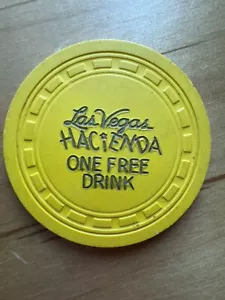 Las Vegas
HACIENDA
ONE FREE
DRINK